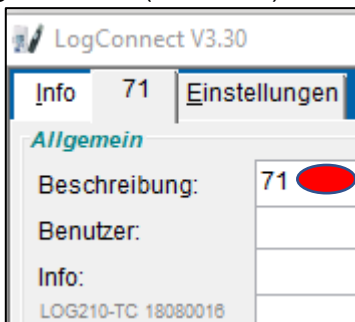 LogConnect V3.30
Info 71 Einstellungen
Allgemein
Beschreibung: 71
Benutzer:
Info:
LOG210-TC 18080016